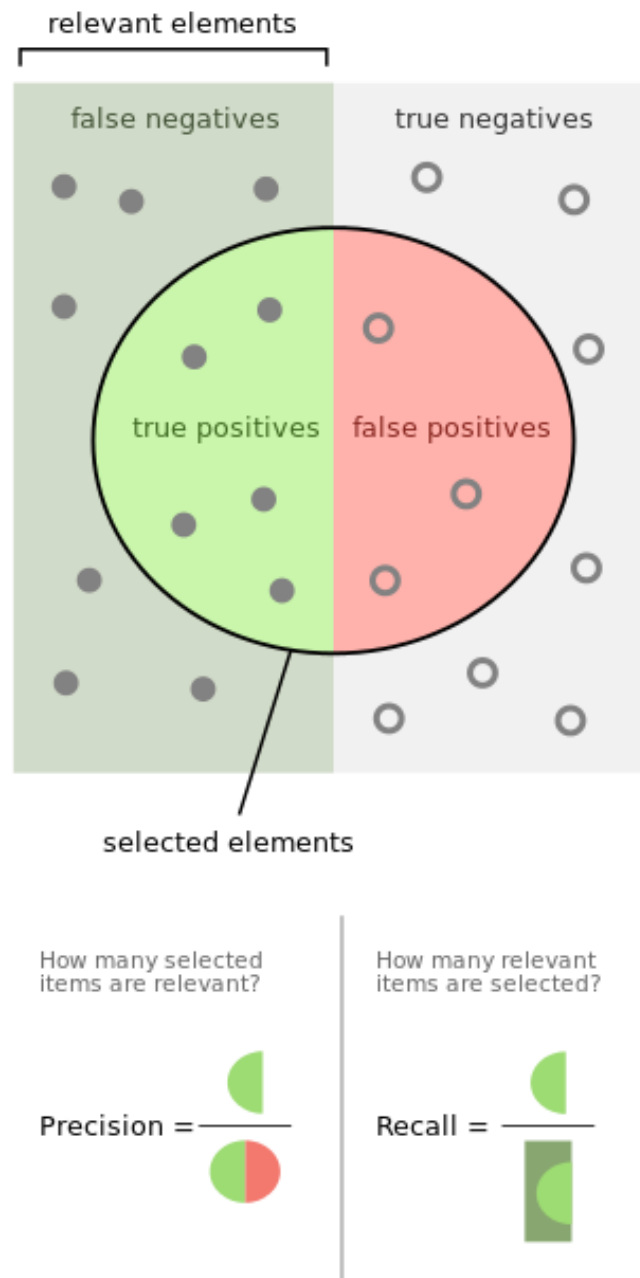 relevant elements
false negatives
true negatives
true positives
false positives
selected elements
How many selected
items are relevant?
How many relevant
items are selected?
Precision =
Recall =